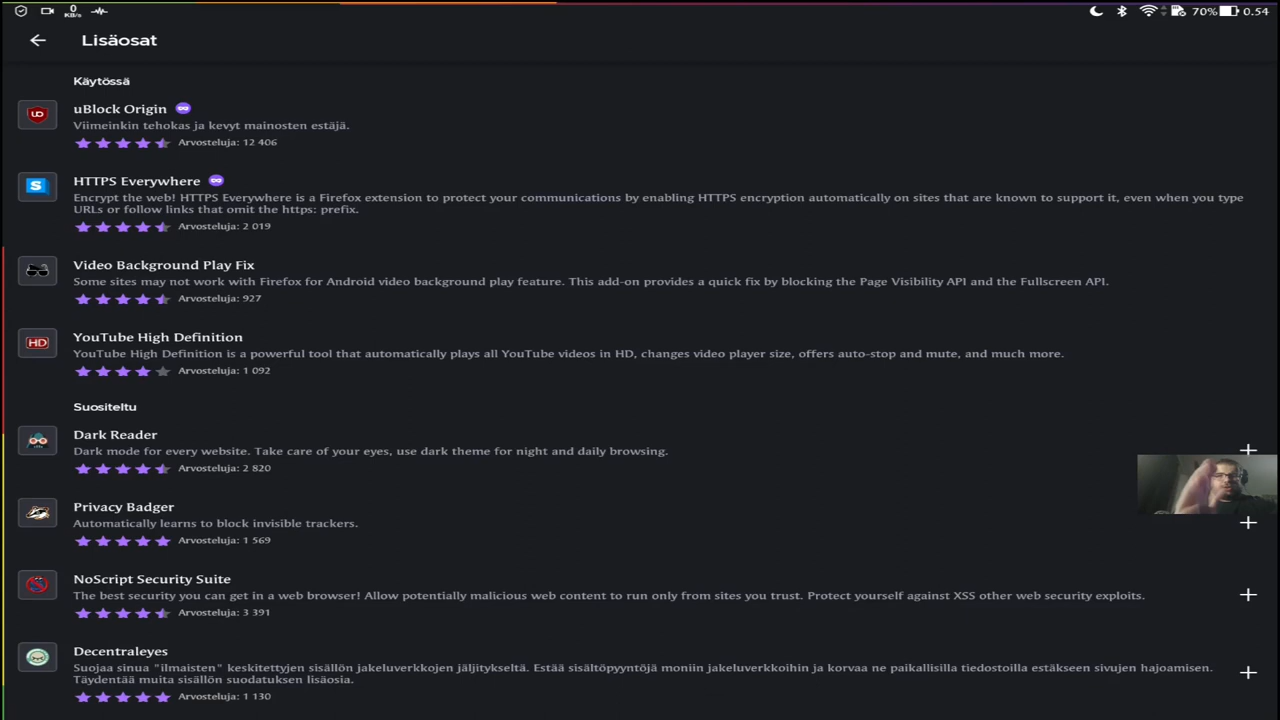 0
KB/s
70%
0.54
Lisäosat
Käytössä
uBlock Origin
Viimeinkin tehokas ja kevyt mainosten estäjä.
Arvosteluja: 12 406
HTTPS Everywhere
Encrypt the web! HTTPS Everywhere is a Firefox extension to protect your communications by enabling HTTPS encryption automatically on sites that are known to support it, even when you type
URLs or follow links that omit the https: prefix.
Arvosteluja: 2 019
Video Background Play Fix
Some sites may not work with Firefox for Android video background play feature. This add-on provides a quick fix by blocking the Page Visibility API and the Fullscreen API.
Arvosteluja: 927
HD
YouTube High Definition
YouTube High Definition is a powerful tool that automatically plays all YouTube videos in HD, changes video player size, offers auto-stop and mute, and much more.
Arvosteluja: 1 092
Suositeltu
Dark Reader
Dark mode for every website. Take care of your eyes, use dark theme for night and daily browsing.
Arvosteluja: 2 820
Privacy Badger
Automatically learns to block invisible trackers.
Arvosteluja: 1 569
NoScript Security Suite
The best security you can get in a web browser! Allow potentially malicious web content to run only from sites you trust. Protect yourself against XSS other web security exploits.
Arvosteluja: 3 391
Decentraleyes
Suojaa sinua "ilmaisten" keskitettyjen sisällön jakeluverkkojen jäljitykseltä. Estää sisältöpyyntöjä moniin jakeluverkkoihin ja korvaa ne paikallisilla tiedostoilla estäkseen sivujen hajoamisen.
Täydentää muita sisällön suodatuksen lisäosia.
Arvosteluja: 1 130